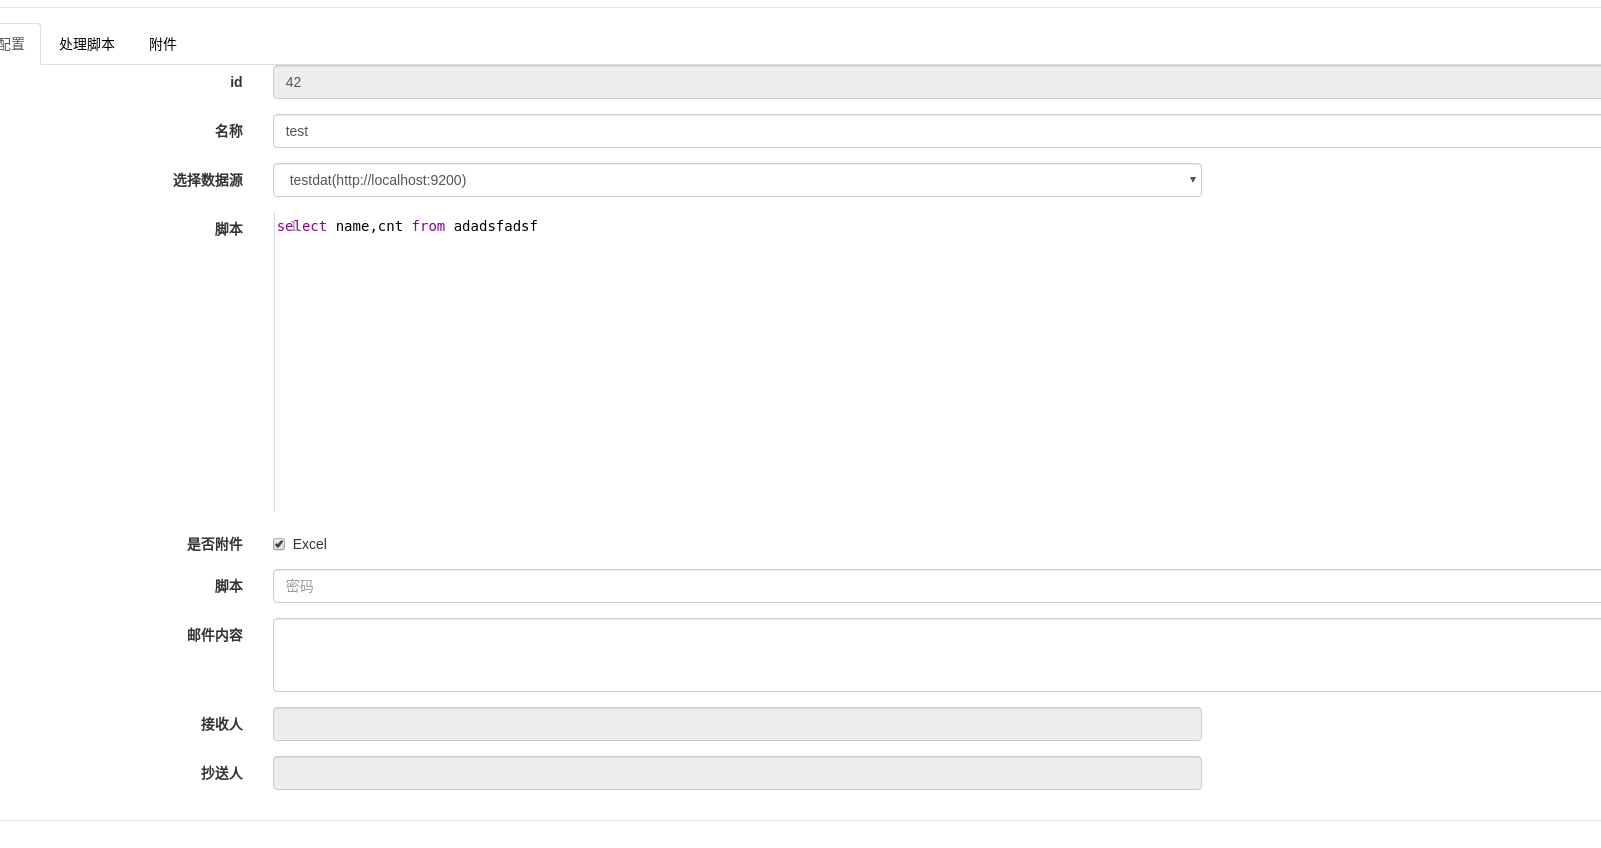 配置 处理脚本 附件
id 42
名称 test
选择数据源 testdat(http://localhost:9200)
脚本 select name,cnt from adadsfadsf
是否附件 Excel
脚本 密码
邮件内容
接收人
抄送人